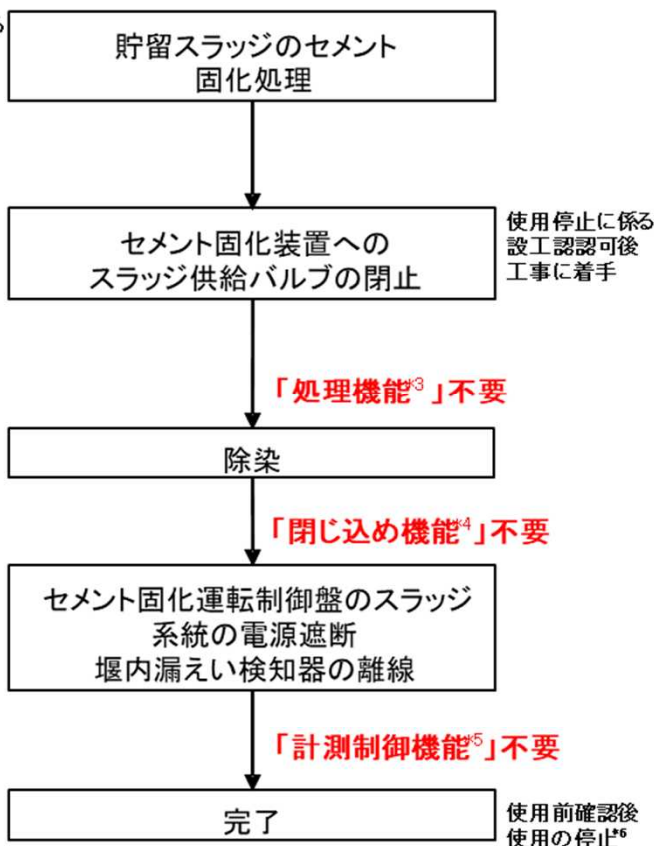 貯留スラッジのセメント
固化処理
セメント固化装置への
スラッジ供給バルブの閉止
使用停止に係る
設工認認可後
工事に着手
「処理機能*3」不要
除染
「閉じ込め機能*4」不要
セメント固化運転制御盤のスラッジ
系統の電源遮断
堰内漏えい検知器の離線
「計測制御機能*5」不要
完了
使用前確認後
使用の停止*6